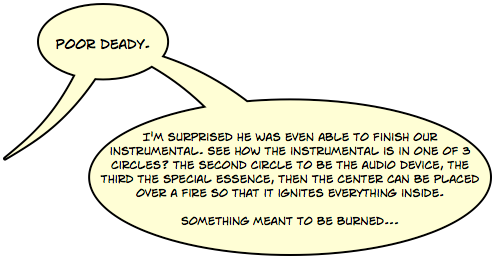 POOR DEADY.
I'M SURPRISED HE WAS EVEN ABLE TO FINISH OUR
INSTRUMENTAL. SEE HOW THE INSTRUMENTAL IS IN ONE OF 3
CIRCLES? THE SECOND CIRCLE TO BE THE AUDIO DEVICE, THE
THIRD THE SPECIAL ESSENCE, THEN THE CENTER CAN BE PLACED
OVER A FIRE SO THAT IT IGNITES EVERYTHING INSIDE.
SOMETHING MEANT TO BE BURNED...